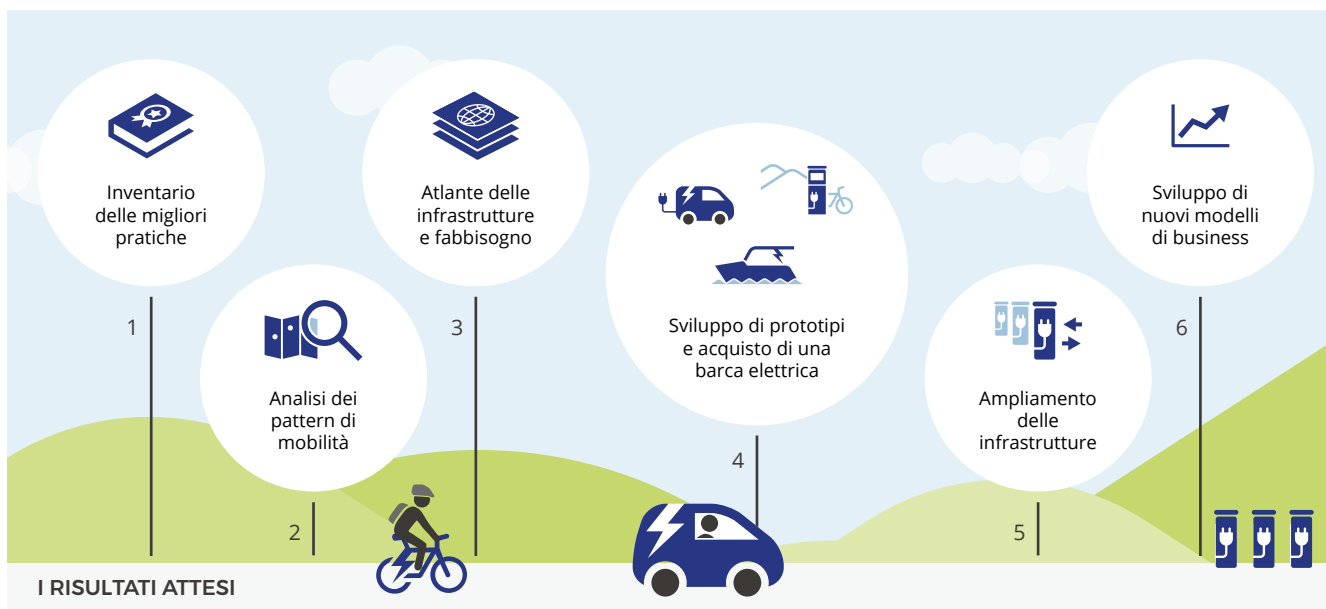 Inventario
delle migliori
pratiche
1
Analisi dei
pattern di
mobilità
2
Atlante delle
infrastrutture
e fabbisogno
3
Sviluppo di prototipi
e acquisto di una
barca elettrica
4
Ampliamento
delle
infrastrutture
5
Sviluppo di
nuovi modelli
di business
6
I RISULTATI ATTESI